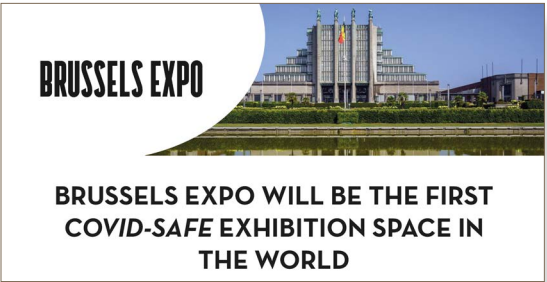 BRUSSELS EXPO
BRUSSELS EXPO WILL BE THE FIRST
COVID-SAFE EXHIBITION SPACE IN
THE WORLD